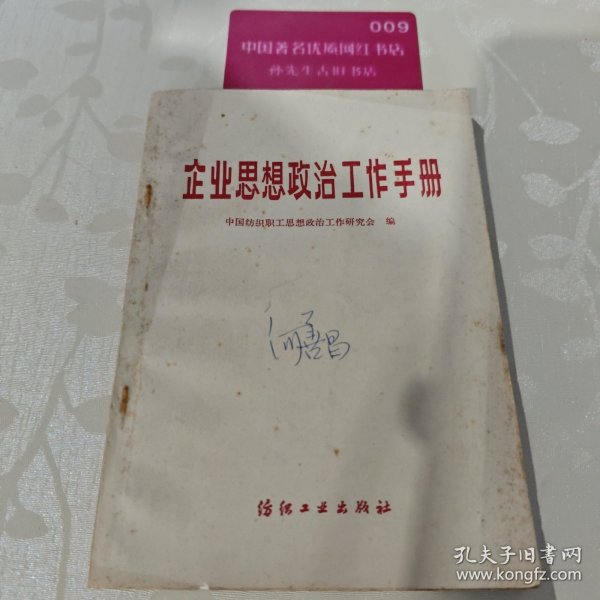 009
中国著名优质网红书店
孙先生古旧书店
企业思想政治工作手册
中国纺织职工思想政治工作研究会 编
纺织工业出版社
孔夫子旧书网
www.kongfz.com